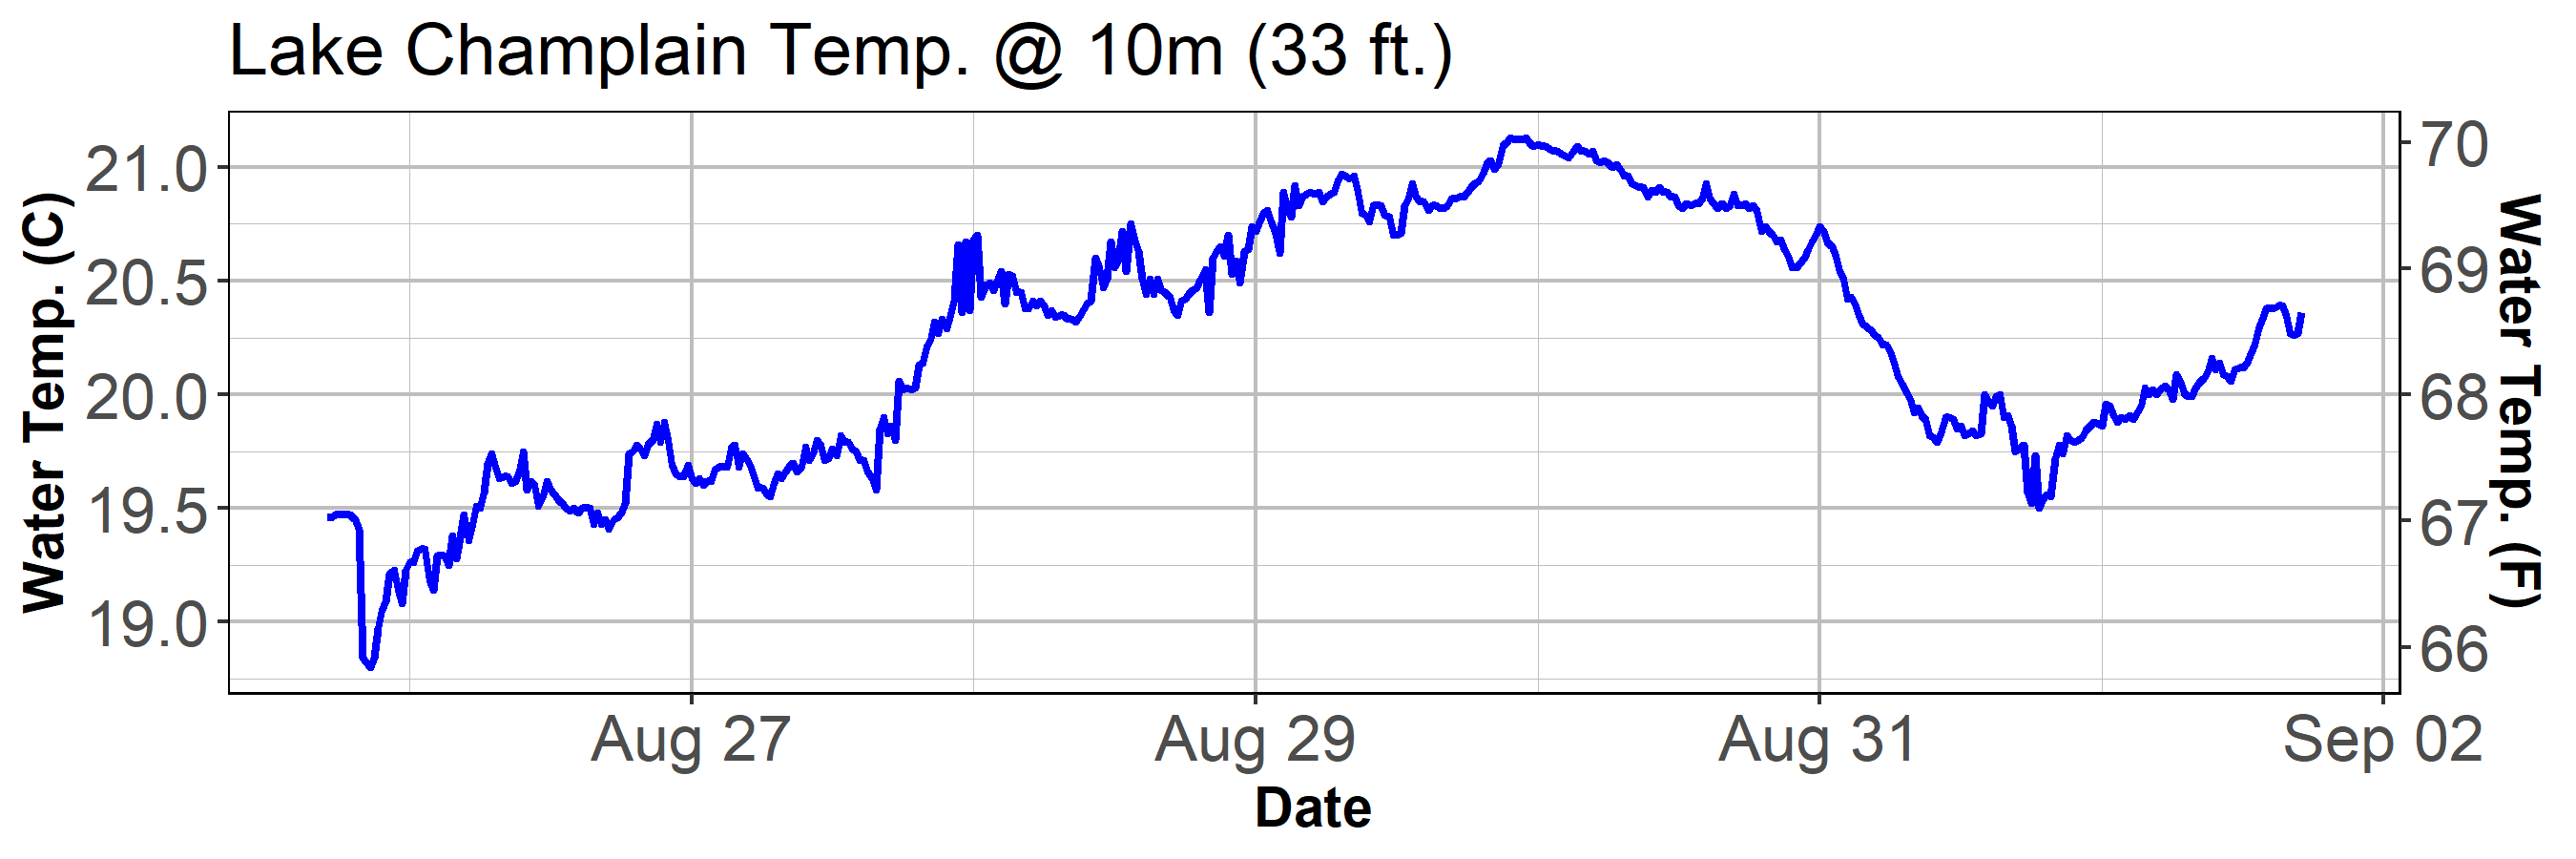 Lake Champlain Temp. @ 10m (33 ft.)
Water Temp. (C)
21.0
20.5
20.0
19.5
19.0
70
69
68
67
66
Water Temp. (F)
Aug 27
Aug 29
Aug 31
Sep 02
Date